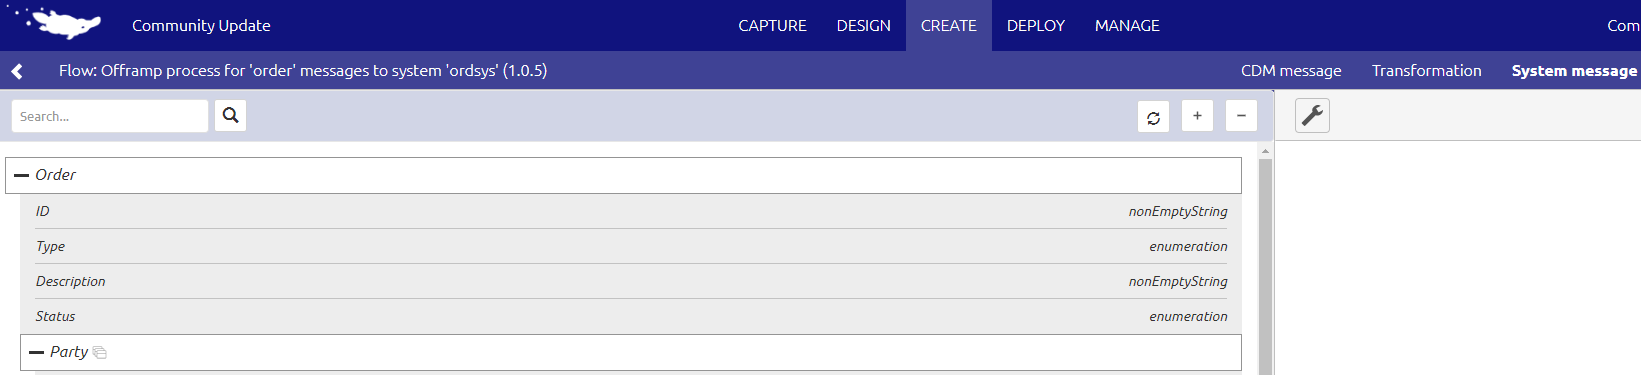 Community Update
CAPTURE DESIGN CREATE DEPLOY MANAGE
Com
Flow: Offramp process for 'order' messages to system 'ordsys' (1.0.5)
CDM message Transformation System message
Search...
+ −
Order
ID nonEmptyString
Type enumeration
Description nonEmptyString
Status enumeration
Party